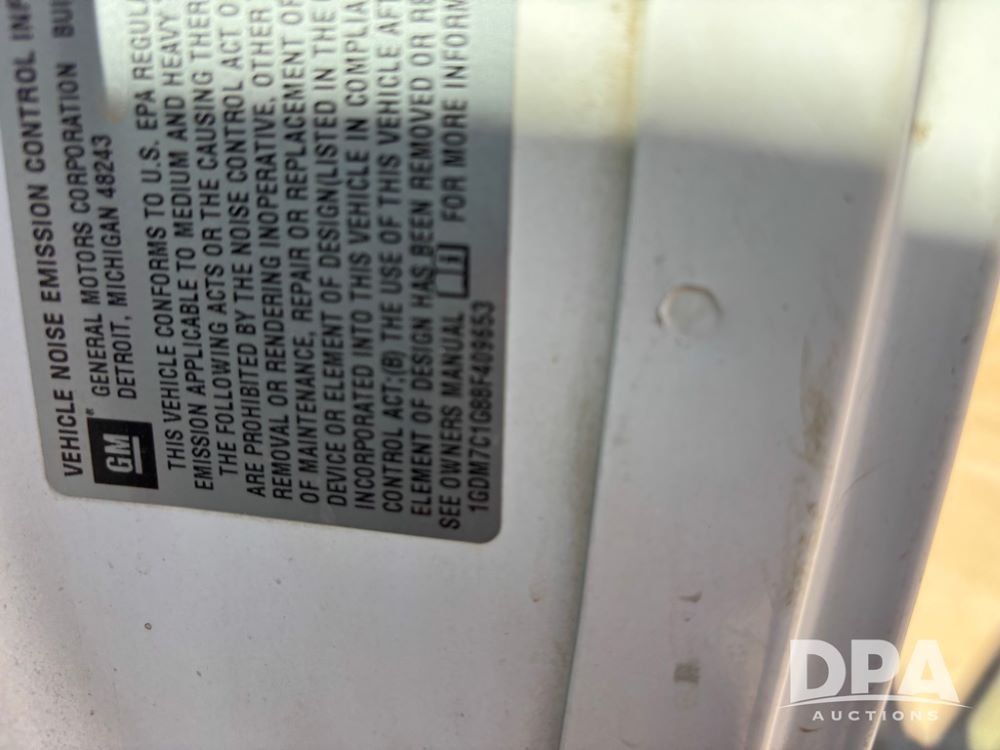 VEHICLE NOISE EMISSION CONTROL INF
GM
GENERAL MOTORS CORPORATION BUI
DETROIT, MICHIGAN 48243
THIS VEHICLE CONFORMS TO U.S. EPA REGULA
EMISSION APPLICABLE TO MEDIUM AND HEAVY
THE FOLLOWING ACTS OR THE CAUSING THER
ARE PROHIBITED BY THE NOISE CONTROL ACT O
REMOVAL OR RENDERING INOPERATIVE, OTHER
OF MAINTENANCE, REPAIR OR REPLACEMENT OF
DEVICE OR ELEMENT OF DESIGN(LISTED IN THE
INCORPORATED INTO THIS VEHICLE IN COMPLIA
CONTROL ACT;(B) THE USE OF THIS VEHICLE AFT
ELEMENT OF DESIGN HAS BEEN REMOVED OR RE
SEE OWNERS MANUAL FOR MORE INFORM
1GDM7C1G88F409653
DPA
AUCTIONS